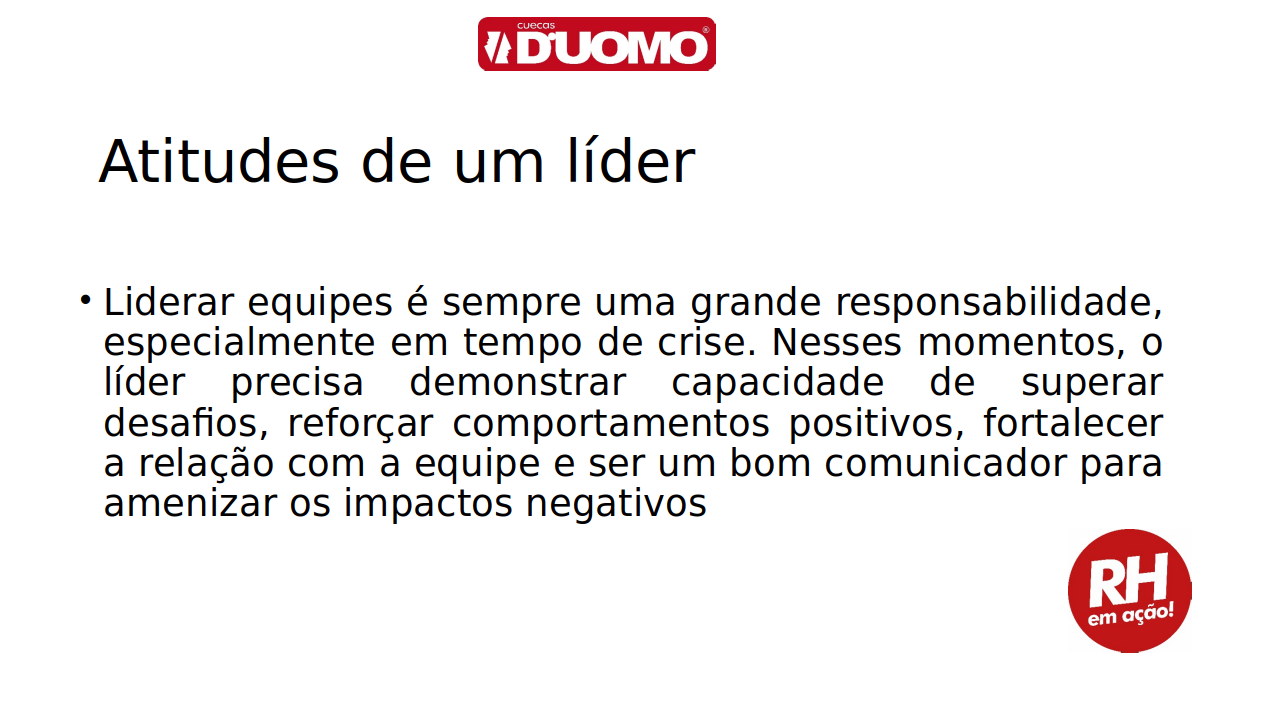 cuecas
D'UOMO®
Atitudes de um líder
• Liderar equipes é sempre uma grande responsabilidade,
especialmente em tempo de crise. Nesses momentos, o
líder precisa demonstrar capacidade de superar
desafios, reforçar comportamentos positivos, fortalecer
a relação com a equipe e ser um bom comunicador para
amenizar os impactos negativos
RH
em ação!